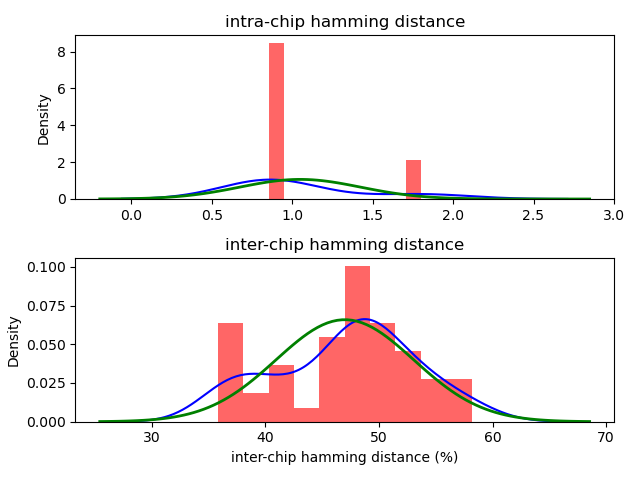 intra-chip hamming distance
Density
8
6
4
2
0
0.0 0.5 1.0 1.5 2.0 2.5 3.0
inter-chip hamming distance
Density
0.100
0.075
0.050
0.025
0.000
30 40 50 60 70
inter-chip hamming distance (%)